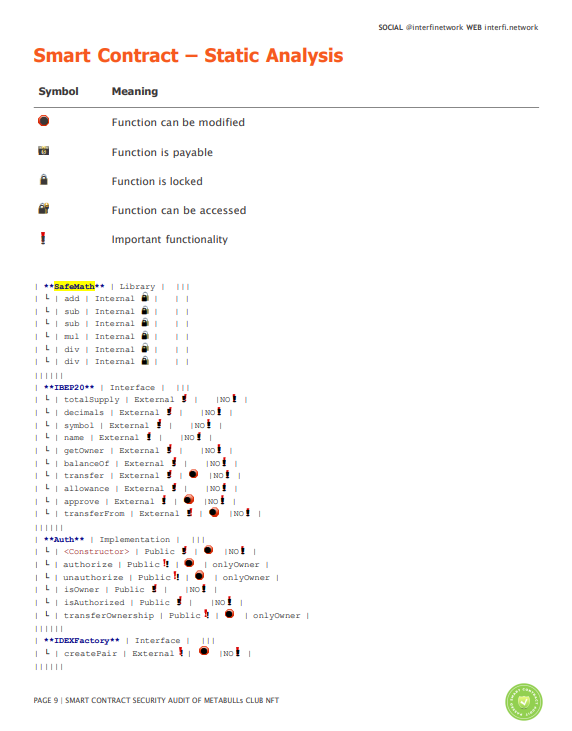 SOCIAL @interfinetwork WEB interfi.network
Smart Contract – Static Analysis
Symbol Meaning
Function can be modified
Function is payable
Function is locked
Function can be accessed
Important functionality
| **SafeMath** | Library | |||
| └ | add | Internal 🔒 | | |
| └ | sub | Internal 🔒 | | |
| └ | sub | Internal 🔒 | | |
| └ | mul | Internal 🔒 | | |
| └ | div | Internal 🔒 | | |
| └ | div | Internal 🔒 | | |
||||||
| **IBEP20** | Interface | |||
| └ | totalSupply | External ❗ | |NO❗ |
| └ | decimals | External ❗ | |NO❗ |
| └ | symbol | External ❗ | |NO❗ |
| └ | name | External ❗ | |NO❗ |
| └ | getOwner | External ❗ | |NO❗ |
| └ | balanceOf | External ❗ | |NO❗ |
| └ | transfer | External ❗ | 🛑 |NO❗ |
| └ | allowance | External ❗ | |NO❗ |
| └ | approve | External ❗ | 🛑 |NO❗ |
| └ | transferFrom | External ❗ | 🛑 |NO❗ |
||||||
| **Auth** | Implementation | |||
| └ | <Constructor> | Public ❗ | 🛑 |NO❗ |
| └ | authorize | Public ❗ | 🛑 | onlyOwner |
| └ | unauthorize | Public ❗ | 🛑 | onlyOwner |
| └ | isOwner | Public ❗ | |NO❗ |
| └ | isAuthorized | Public ❗ | |NO❗ |
| └ | transferOwnership | Public ❗ | 🛑 | onlyOwner |
||||||
| **IDEXFactory** | Interface | |||
| └ | createPair | External ❗ | 🛑 |NO❗ |
||||||
PAGE 9 | SMART CONTRACT SECURITY AUDIT OF METABULLs CLUB NFT